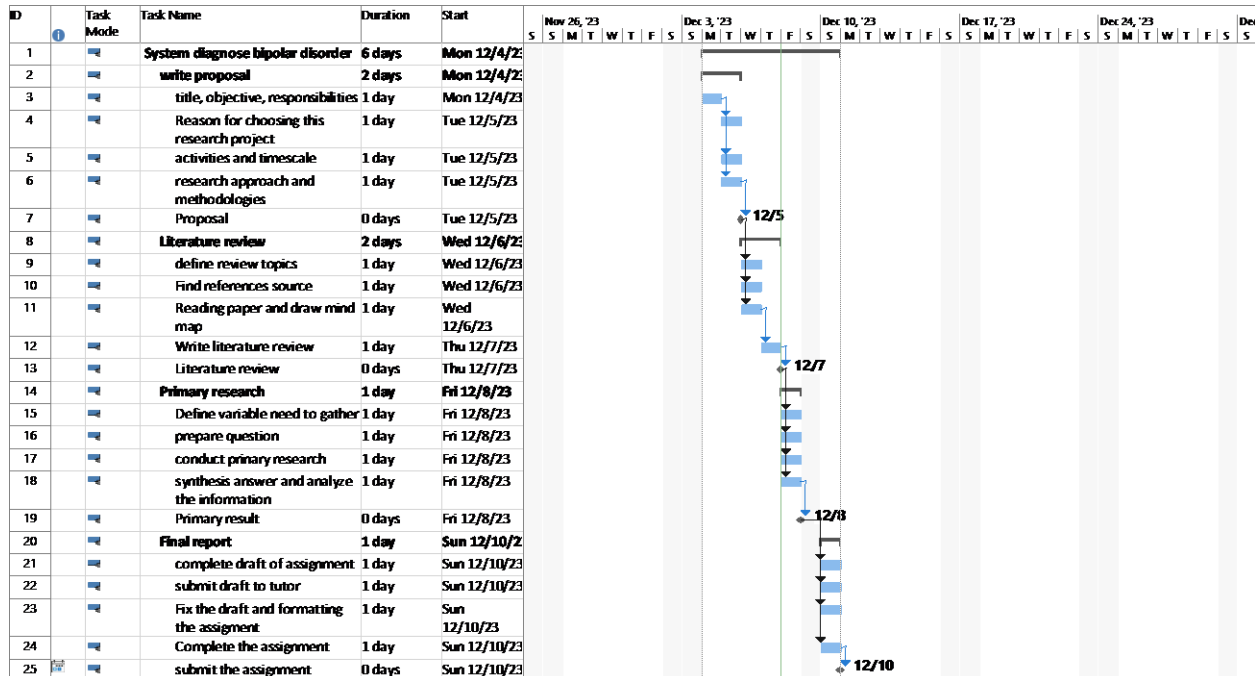 ID Task Mode Task Name Duration Start
Nov 26, '23 Dec 3, '23 Dec 10, '23 Dec 17, '23 Dec 24, '23 Dec
S S M T W T F S S M T W T F S S M T W T F S S M T W T F S S M T W T F S S
1 System diagnose bipolar disorder 6 days Mon 12/4/23
2 write proposal 2 days Mon 12/4/23
3 title, objective, responsibilities 1 day Mon 12/4/23
4 Reason for choosing this 1 day Tue 12/5/23
research project
5 activities and timescale 1 day Tue 12/5/23
6 research approach and 1 day Tue 12/5/23
methodologies
7 Proposal 0 days Tue 12/5/23 12/5
8 Literature review 2 days Wed 12/6/23
9 define review topics 1 day Wed 12/6/23
10 Find references source 1 day Wed 12/6/23
11 Reading paper and draw mind 1 day Wed
map 12/6/23
12 Write literature review 1 day Thu 12/7/23
13 Literature review 0 days Thu 12/7/23 12/7
14 Primary research 1 day Fri 12/8/23
15 Define variable need to gather 1 day Fri 12/8/23
16 prepare question 1 day Fri 12/8/23
17 conduct prinary research 1 day Fri 12/8/23
18 synthesis answer and analyze 1 day Fri 12/8/23
the information
19 Primary result 0 days Fri 12/8/23 12/8
20 Final report 1 day Sun 12/10/2
21 complete draft of assignment 1 day Sun 12/10/23
22 submit draft to tutor 1 day Sun 12/10/23
23 Fix the draft and formatting 1 day Sun
the assigment 12/10/23
24 Complete the assignment 1 day Sun 12/10/23
25 submit the assignment 0 days Sun 12/10/23 12/10